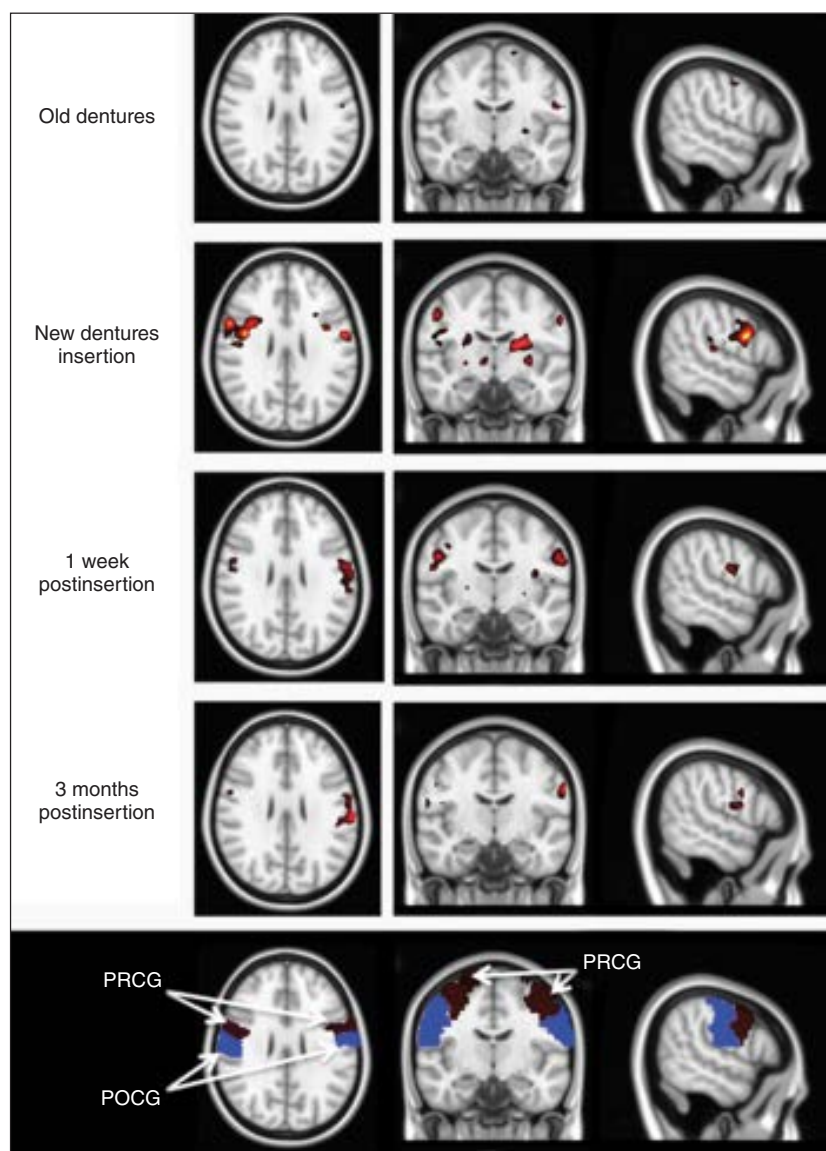 Old dentures
New dentures
insertion
1 week
postinsertion
3 months
postinsertion
PRCG
PRCG
POCG